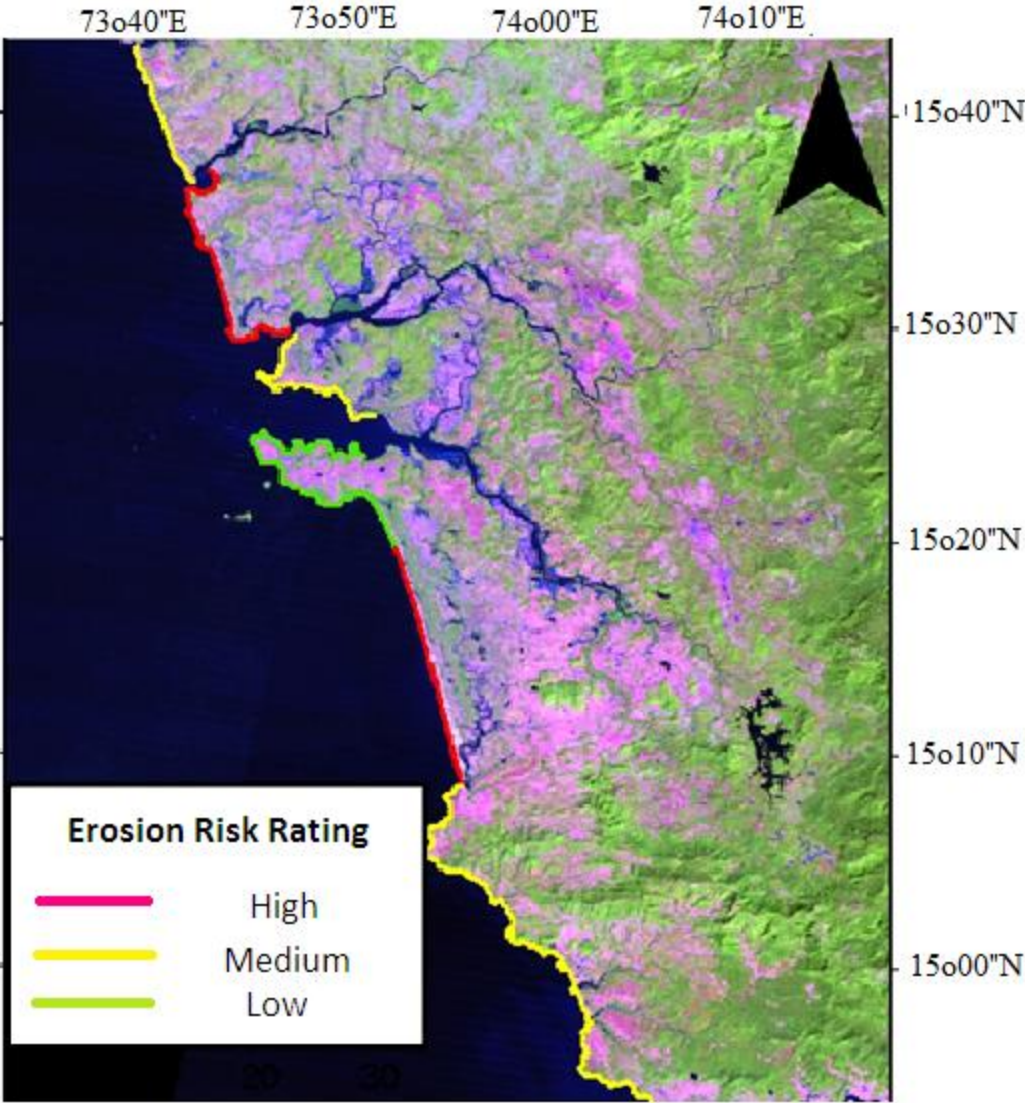 73o40"E 73o50"E 74o00"E 74o10"E
15o40"N
15o30"N
15o20"N
15o10"N
Erosion Risk Rating
High
Medium
Low
15o00"N
20 30